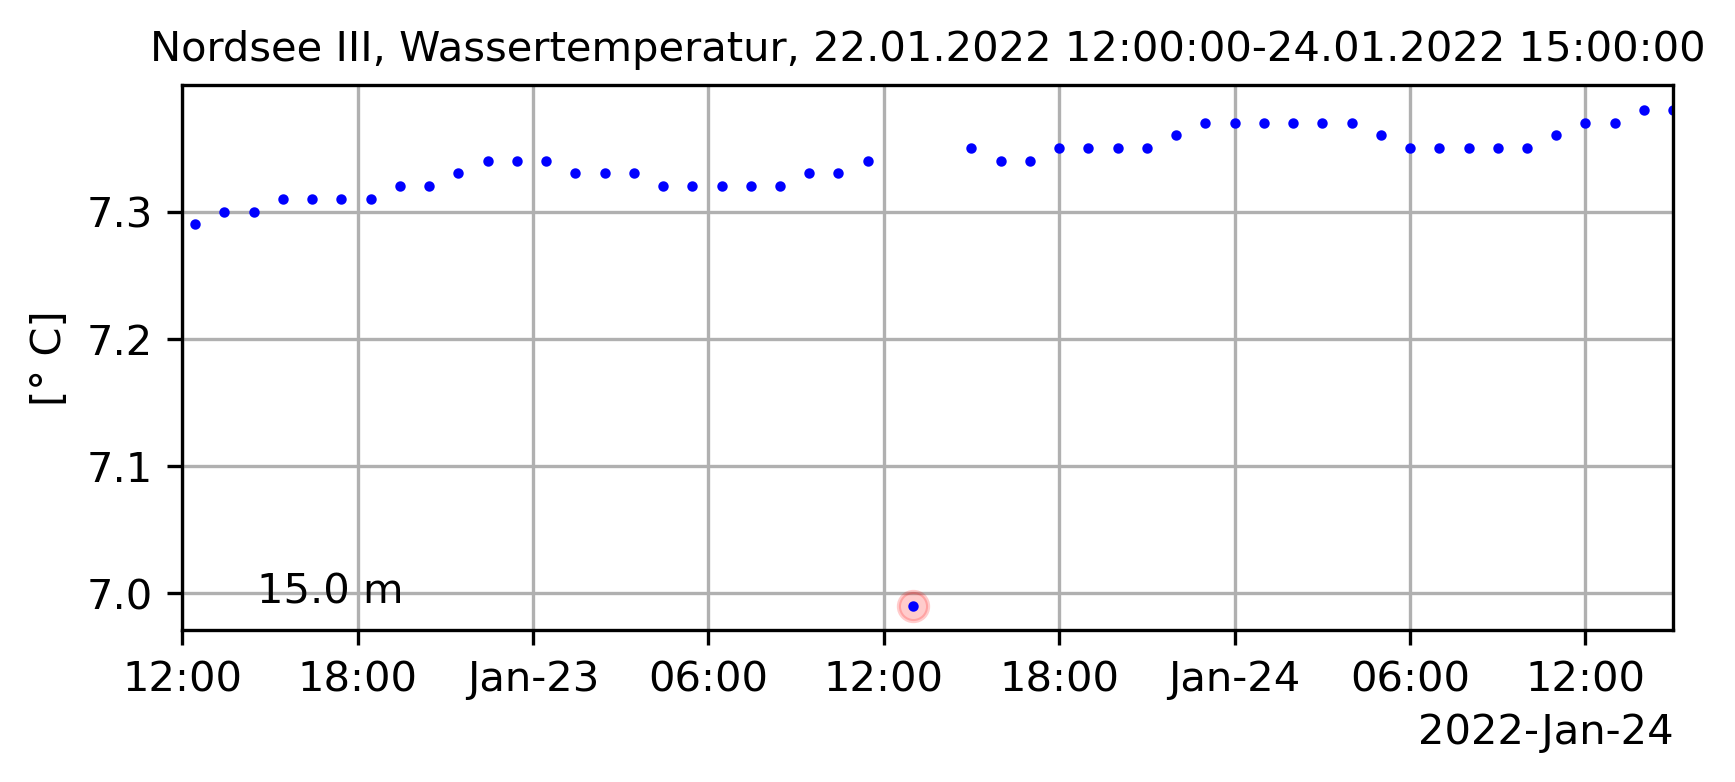 Nordsee III, Wassertemperatur, 22.01.2022 12:00:00-24.01.2022 15:00:00
[° C]
7.3
7.2
7.1
7.0
15.0 m
12:00 18:00 Jan-23 06:00 12:00 18:00 Jan-24 06:00 12:00
2022-Jan-24